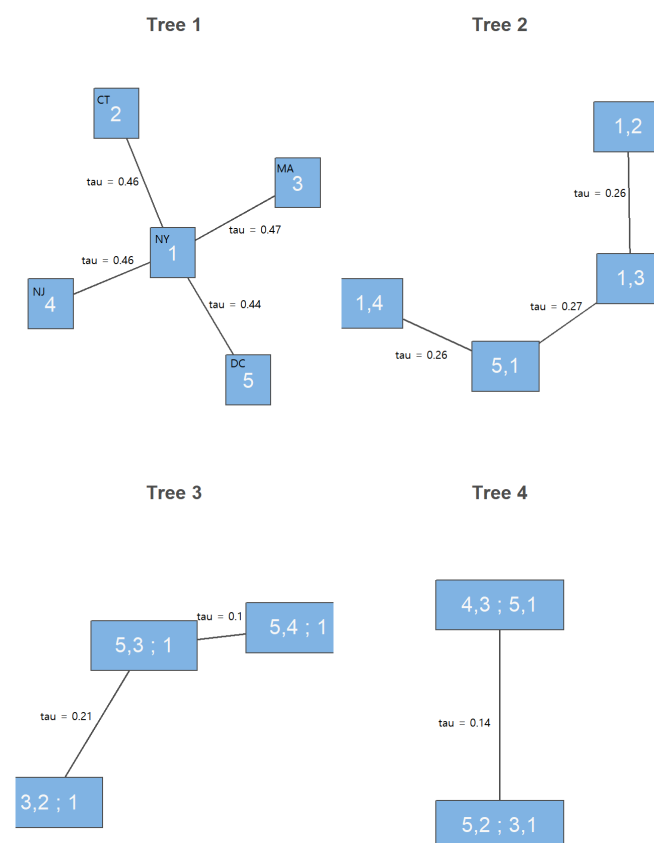 Tree 1
CT
2
tau = 0.46
MA
3
tau = 0.47
NY
1
tau = 0.46
NJ
4
tau = 0.44
DC
5
Tree 2
1,2
tau = 0.26
1,3
tau = 0.27
1,4
tau = 0.26
5,1
Tree 3
tau = 0.1
5,4 ; 1
5,3 ; 1
tau = 0.21
3,2 ; 1
Tree 4
4,3 ; 5,1
tau = 0.14
5,2 ; 3,1